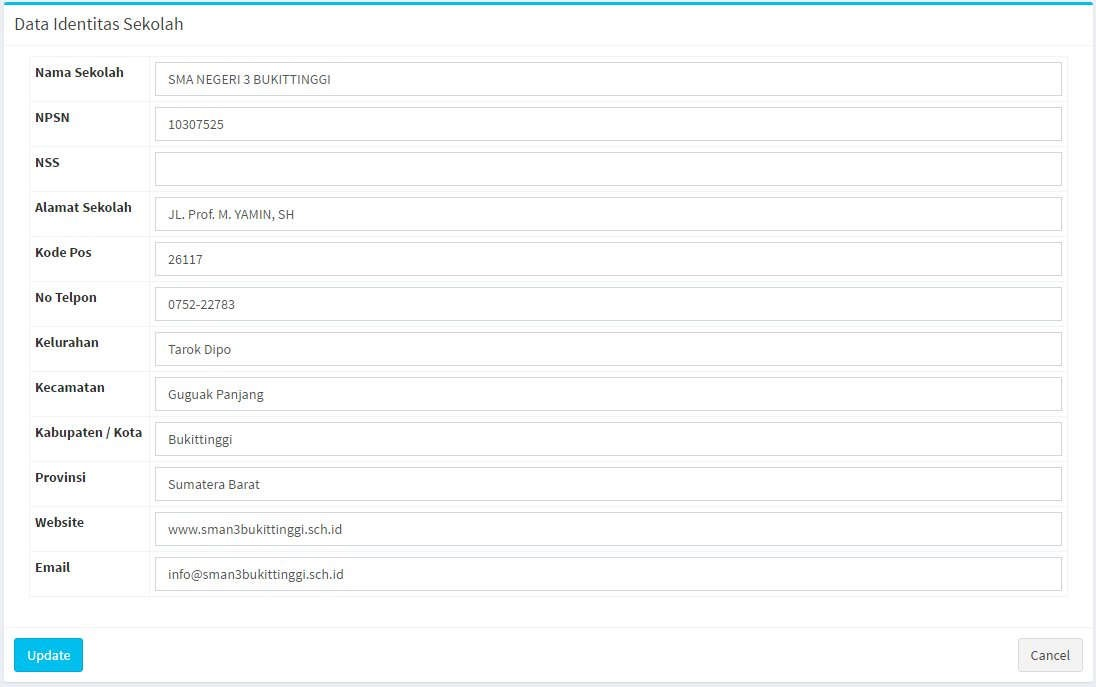 Data Identitas Sekolah
Nama Sekolah SMA NEGERI 3 BUKITTINGGI
NPSN 10307525
NSS
Alamat Sekolah JL. Prof. M. YAMIN, SH
Kode Pos 26117
No Telpon 0752-22783
Kelurahan Tarok Dipo
Kecamatan Guguak Panjang
Kabupaten / Kota Bukittinggi
Provinsi Sumatera Barat
Website www.sman3bukittinggi.sch.id
Email info@sman3bukittinggi.sch.id
Update Cancel